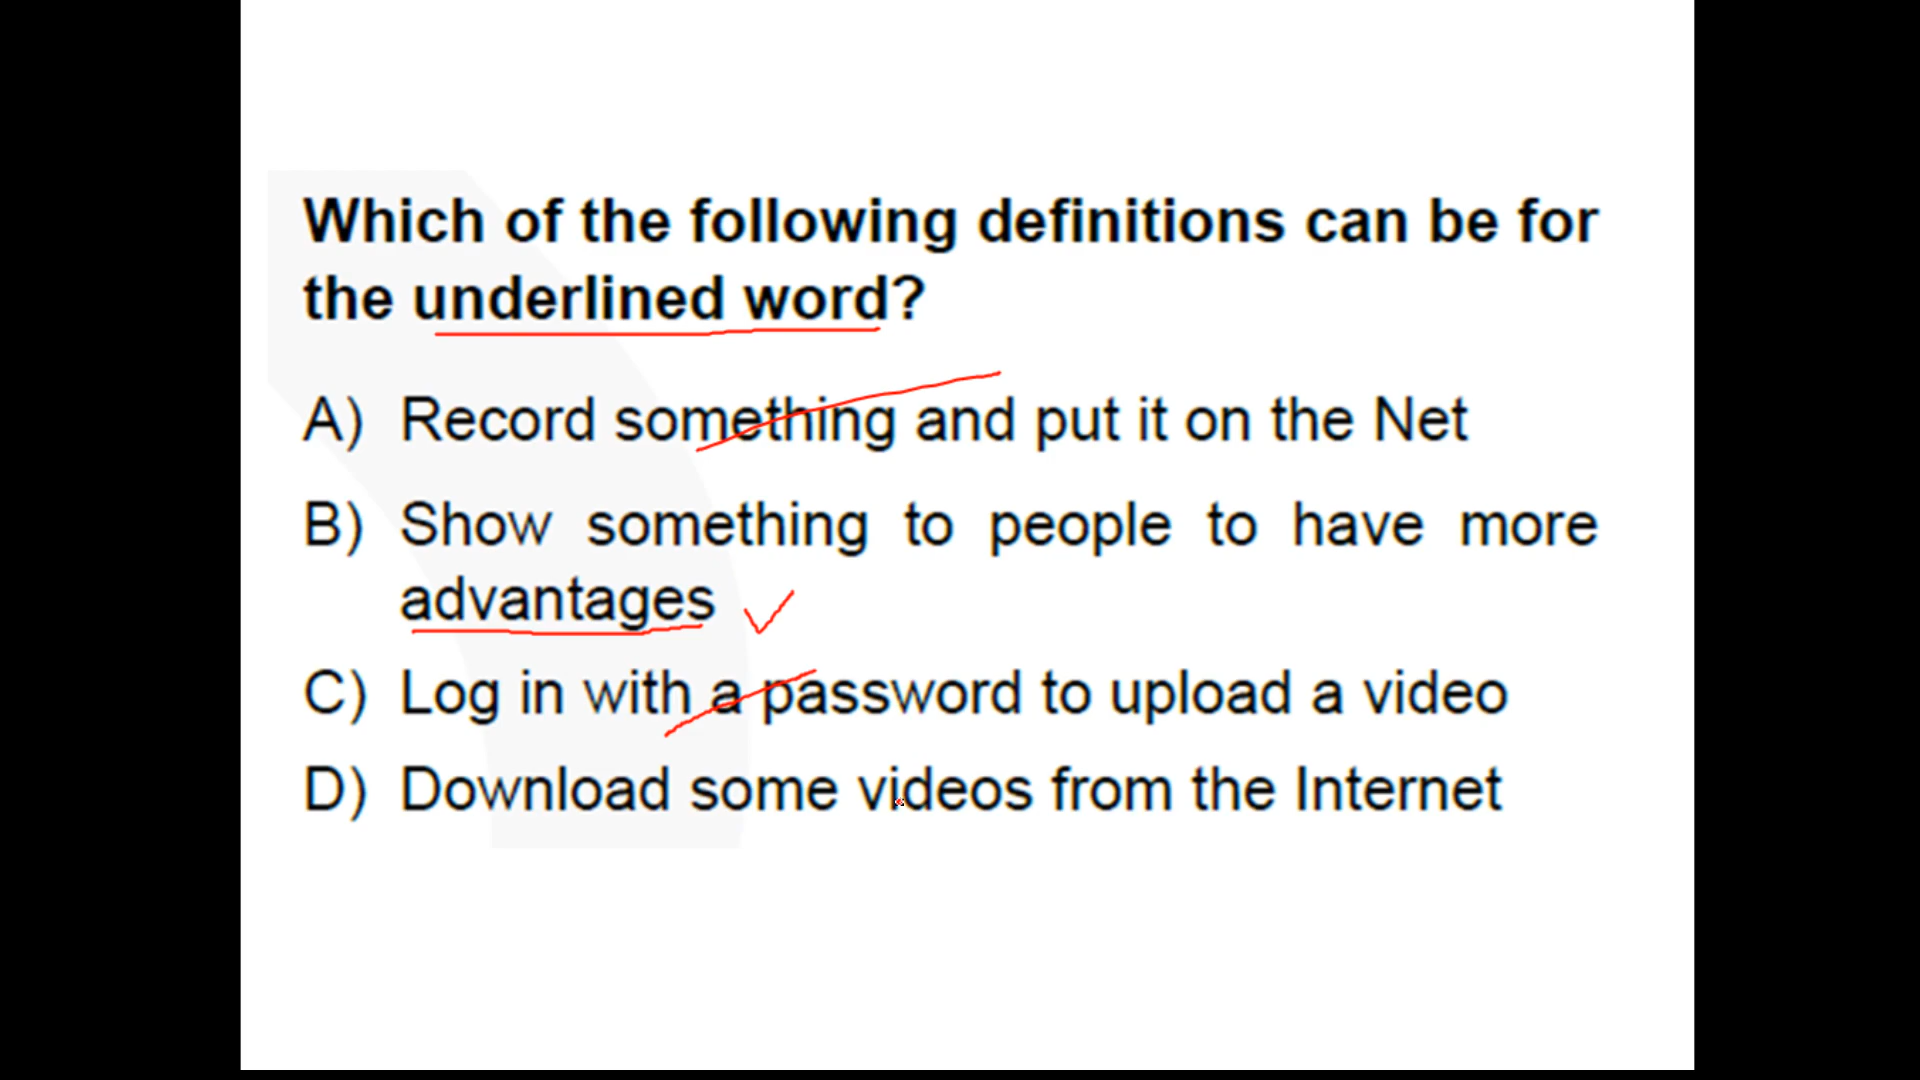 Which of the following definitions can be for
the underlined word?
A) Record something and put it on the Net
B) Show something to people to have more
advantages
C) Log in with a password to upload a video
D) Download some videos from the Internet